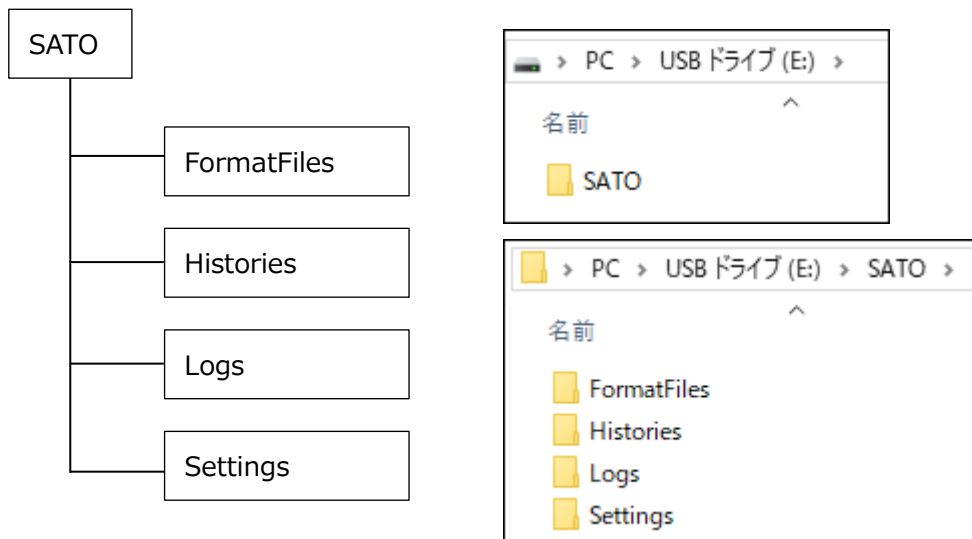 SATO
FormatFiles
Histories
Logs
Settings
PC > USB ドライブ (E:) >
名前
SATO
PC > USB ドライブ (E:) > SATO >
名前
FormatFiles
Histories
Logs
Settings